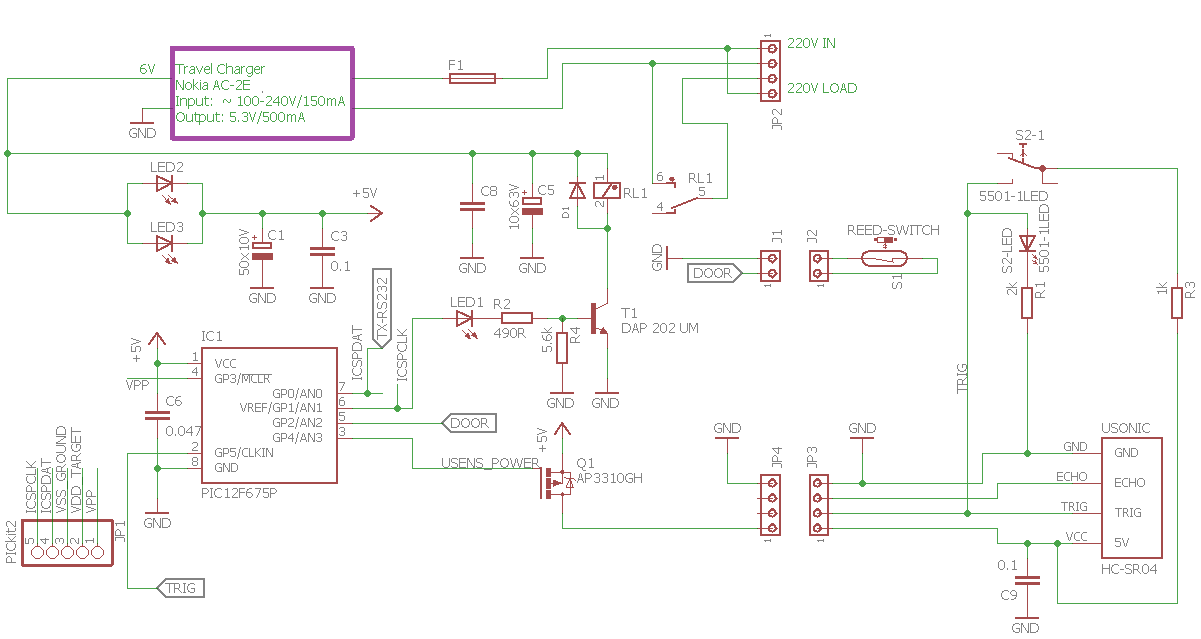 1
220V IN
220V LOAD
JP2
6V
Travel Charger
Nokia AC-2E
Input: ~ 100-240V/150mA
Output: 5.3V/500mA
GND
F1
S2-1
5501-1LED
LED2
LED3
+5V
50x10V
+
C1
GND
C3
0.1
GND
C8
GND
10x63V
+
C5
GND
D1
1
2
RL1
6
4
5
RL1
GND
DOOR
J1
1
J2
1
REED-SWITCH
S1
S2-LED
5501-1LED
2k
R1
1k
R3
TX-RS232
ICSPDAT
ICSPCLK
LED1
R2
490R
5.6k
R4
GND
T1
DAP 202 UM
GND
+5V
VPP
C6
0.047
GND
IC1
1
VCC
4
GP3/MCLR
GP0/AN0
7
VREF/GP1/AN1
6
GP2/AN2
5
GP4/AN3
3
2
GP5/CLKIN
8
GND
PIC12F675P
DOOR
+5V
USENS_POWER
Q1
AP3310GH
GND
JP4
1
JP3
1
GND
TRIG
USONIC
GND
GND
ECHO
ECHO
TRIG
TRIG
VCC
5V
HC-SR04
0.1
C9
GND
PICkit2
ICSPCLK
ICSPDAT
VSS_GROUND
VDD_TARGET
VPP
5
4
3
2
1
JP1
TRIG